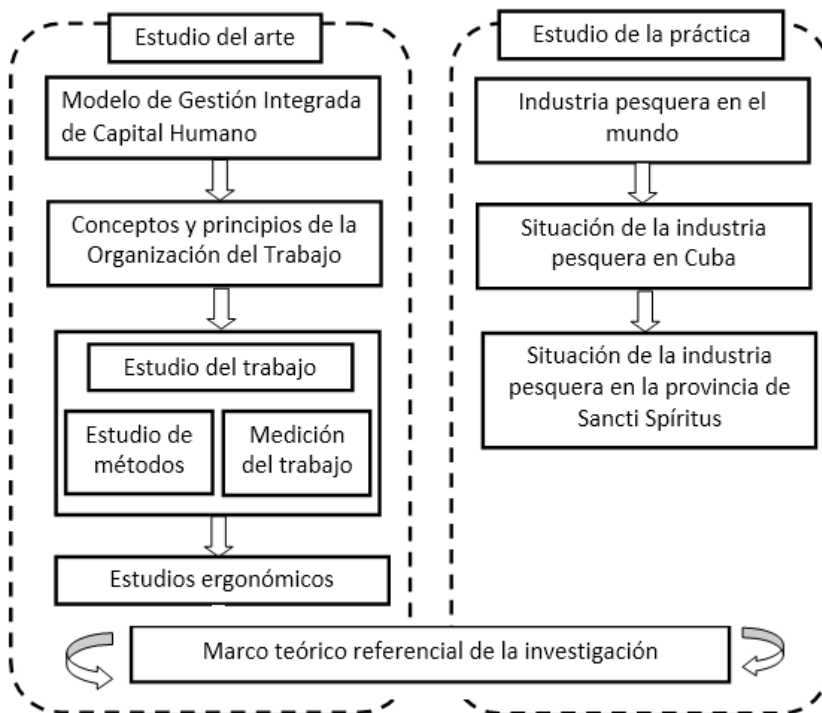 Estudio del arte
Modelo de Gestión Integrada
de Capital Humano
Conceptos y principios de la
Organización del Trabajo
Estudio del trabajo
Estudio de
métodos
Medición
del trabajo
Estudios ergonómicos
Estudio de la práctica
Industria pesquera en el
mundo
Situación de la industria
pesquera en Cuba
Situación de la industria
pesquera en la provincia de
Sancti Spíritus
Marco teórico referencial de la investigación